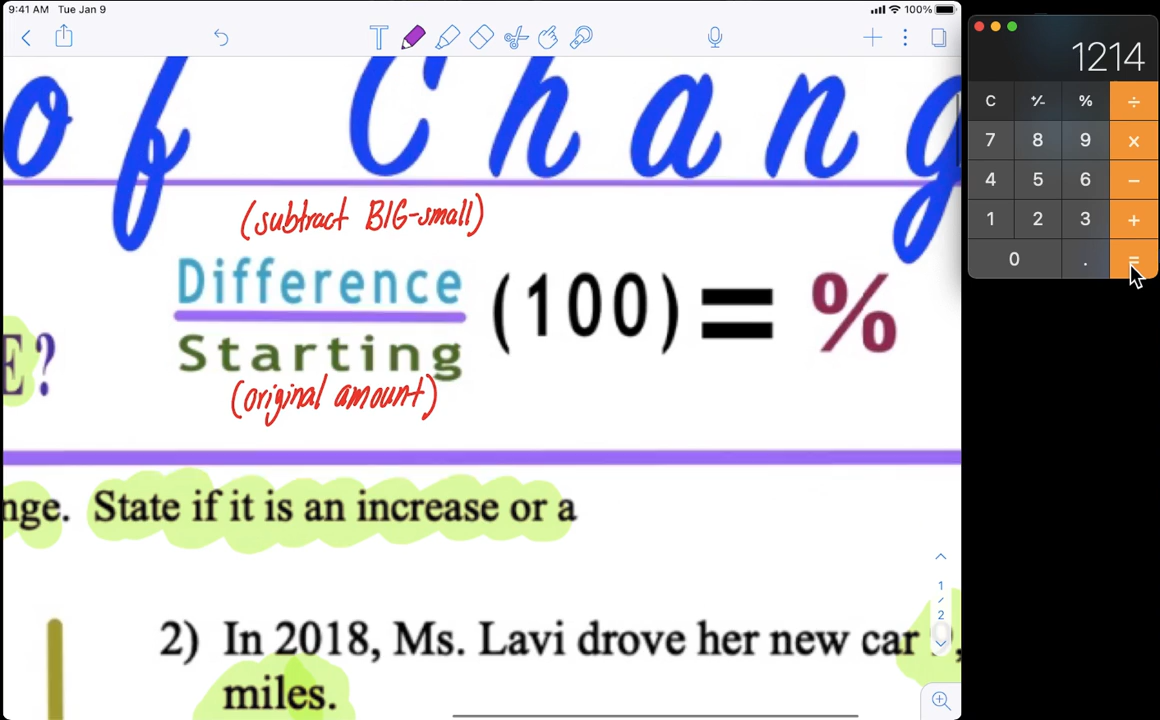 9:41 AM Tue Jan 9
100%
1214
of Chang
(subtract BIG-small)
Difference
(100) = %
Starting
(original amount)
E?
nge. State if it is an increase or a
2) In 2018, Ms. Lavi drove her new car
miles.
T
1
/
2
C +/- % ÷
7 8 9 ×
4 5 6 −
1 2 3 +
0 . =